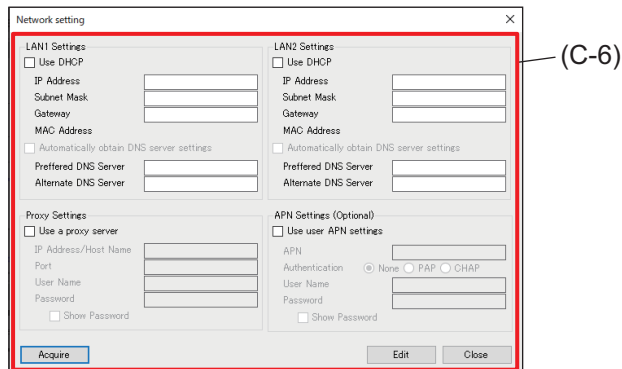 Network setting
LAN1 Settings
Use DHCP
IP Address
Subnet Mask
Gateway
MAC Address
Automatically obtain DNS server settings
Preffered DNS Server
Alternate DNS Server
LAN2 Settings
Use DHCP
IP Address
Subnet Mask
Gateway
MAC Address
Automatically obtain DNS server settings
Preffered DNS Server
Alternate DNS Server
(C-6)
Proxy Settings
Use a proxy server
IP Address/Host Name
Port
User Name
Password
Show Password
APN Settings (Optional)
Use user APN settings
APN
Authentication None PAP CHAP
User Name
Password
Show Password
Acquire Edit Close